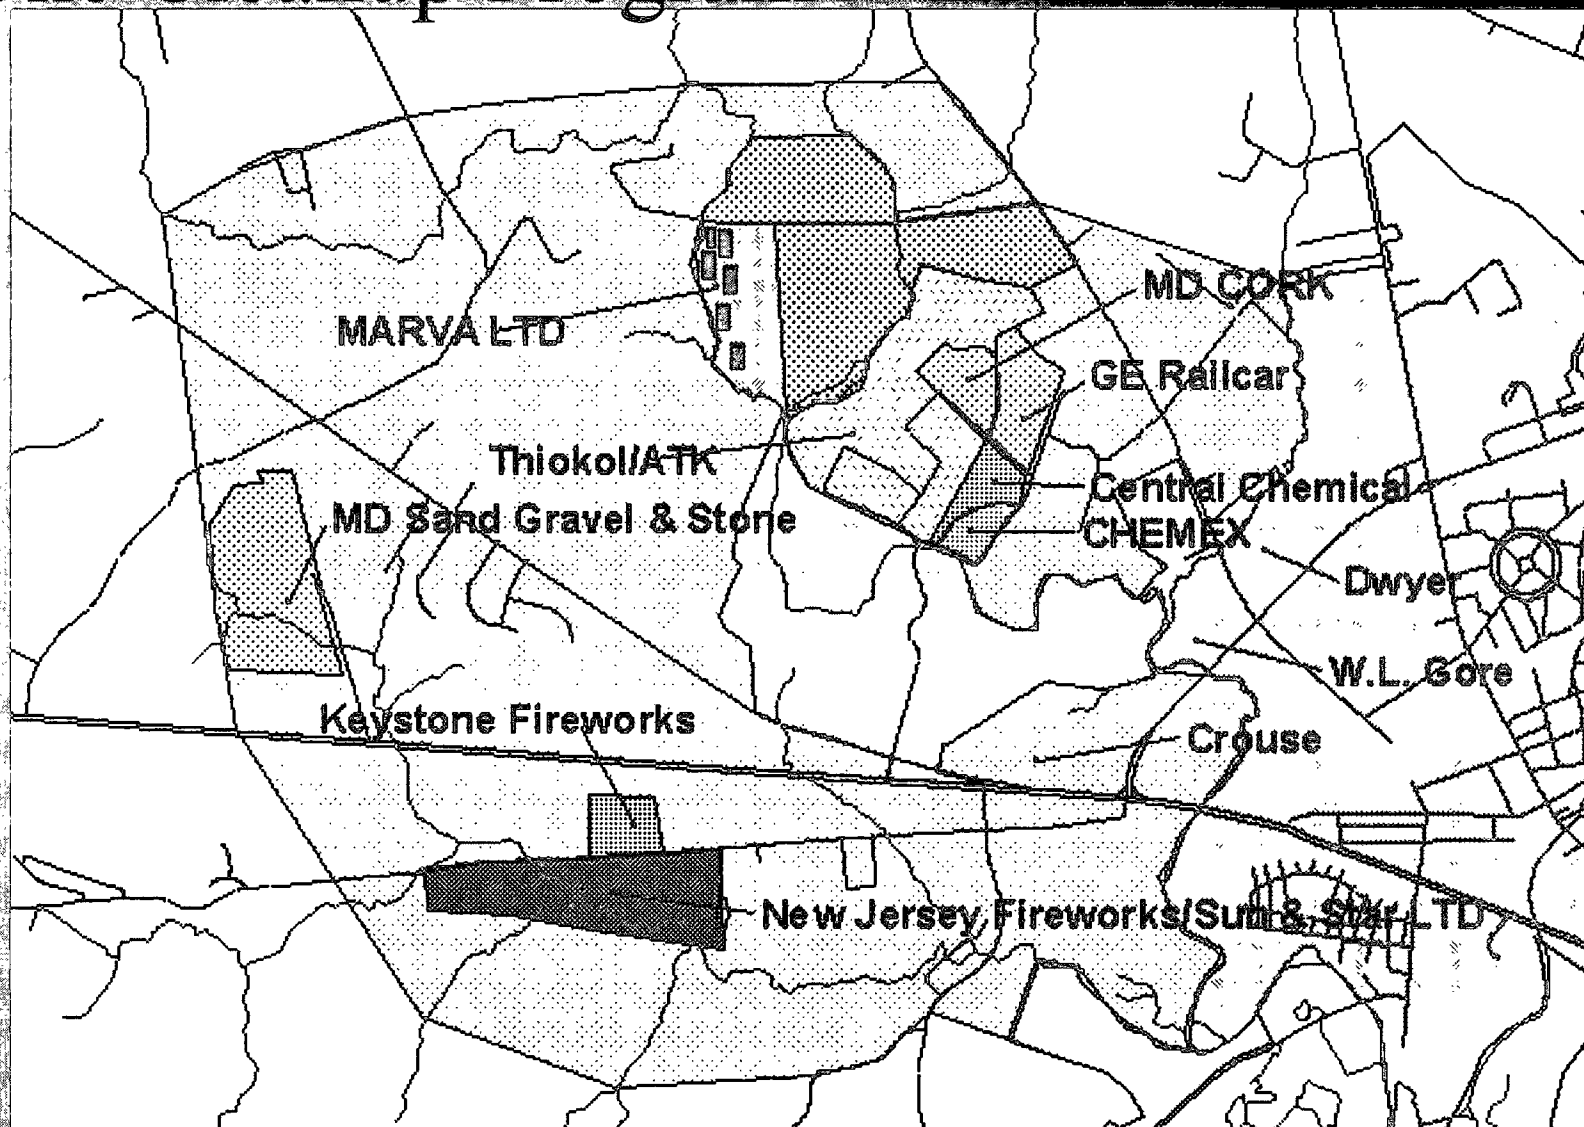 MD CORK
MARVA LTD
GE Railcar
Thiokol/ATK
Central Chemical
MD Sand Gravel & Stone
CHEMEX
Dwyer
W.L. Gore
Keystone Fireworks
Crouse
New Jersey Fireworks/Sun & Star LTD